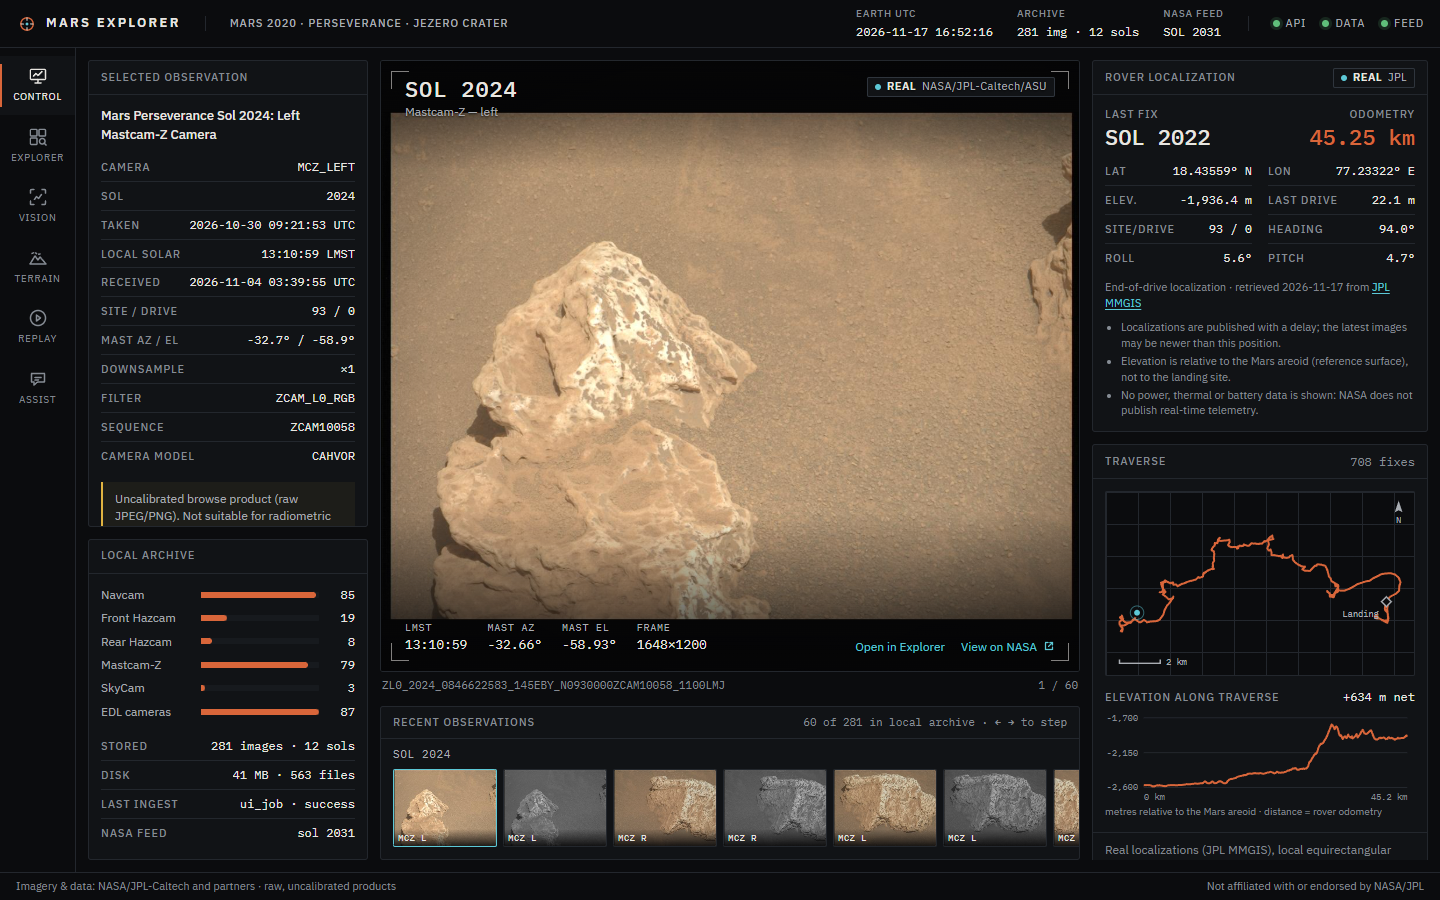 MARS EXPLORER
MARS 2020 · PERSEVERANCE · JEZERO CRATER
EARTH UTC
2026-11-17 16:52:16
ARCHIVE
281 img · 12 sols
NASA FEED
SOL 2031
API
DATA
FEED
CONTROL
EXPLORER
VISION
TERRAIN
REPLAY
ASSIST
SELECTED OBSERVATION
Mars Perseverance Sol 2024: Left
Mastcam-Z Camera
CAMERA MCZ_LEFT
SOL 2024
TAKEN 2026-10-30 09:21:53 UTC
LOCAL SOLAR 13:10:59 LMST
RECEIVED 2026-11-04 03:39:55 UTC
SITE / DRIVE 93 / 0
MAST AZ / EL -32.7° / -58.9°
DOWNSAMPLE ×1
FILTER ZCAM_L0_RGB
SEQUENCE ZCAM10058
CAMERA MODEL CAHVOR
Uncalibrated browse product (raw
JPEG/PNG). Not suitable for radiometric
LOCAL ARCHIVE
Navcam 85
Front Hazcam 19
Rear Hazcam 8
Mastcam-Z 79
SkyCam 3
EDL cameras 87
STORED 281 images · 12 sols
DISK 41 MB · 563 files
LAST INGEST ui_job · success
NASA FEED sol 2031
SOL 2024
Mastcam-Z — left
REAL NASA/JPL-Caltech/ASU
LMST
13:10:59
MAST AZ
-32.66°
MAST EL
-58.93°
FRAME
1648×1200
Open in Explorer
View on NASA
ZL0_2024_0846622583_145EBY_N0930000ZCAM10058_1100LMJ
1 / 60
RECENT OBSERVATIONS
60 of 281 in local archive · ← → to step
SOL 2024
MCZ L
MCZ L
MCZ R
MCZ R
MCZ L
MCZ L
MCZ
ROVER LOCALIZATION
REAL JPL
LAST FIX
SOL 2022
ODOMETRY
45.25 km
LAT 18.43559° N
LON 77.23322° E
ELEV. -1,936.4 m
LAST DRIVE 22.1 m
SITE/DRIVE 93 / 0
HEADING 94.0°
ROLL 5.6°
PITCH 4.7°
End-of-drive localization · retrieved 2026-11-17 from JPL
MMGIS
• Localizations are published with a delay; the latest images
may be newer than this position.
• Elevation is relative to the Mars areoid (reference surface),
not to the landing site.
• No power, thermal or battery data is shown: NASA does not
publish real-time telemetry.
TRAVERSE
708 fixes
N
Landing
2 km
ELEVATION ALONG TRAVERSE
+634 m net
-1,700
-2,150
-2,600
0 km
45.2 km
metres relative to the Mars areoid · distance = rover odometry
Real localizations (JPL MMGIS), local equirectangular
Imagery & data: NASA/JPL-Caltech and partners · raw, uncalibrated products
Not affiliated with or endorsed by NASA/JPL